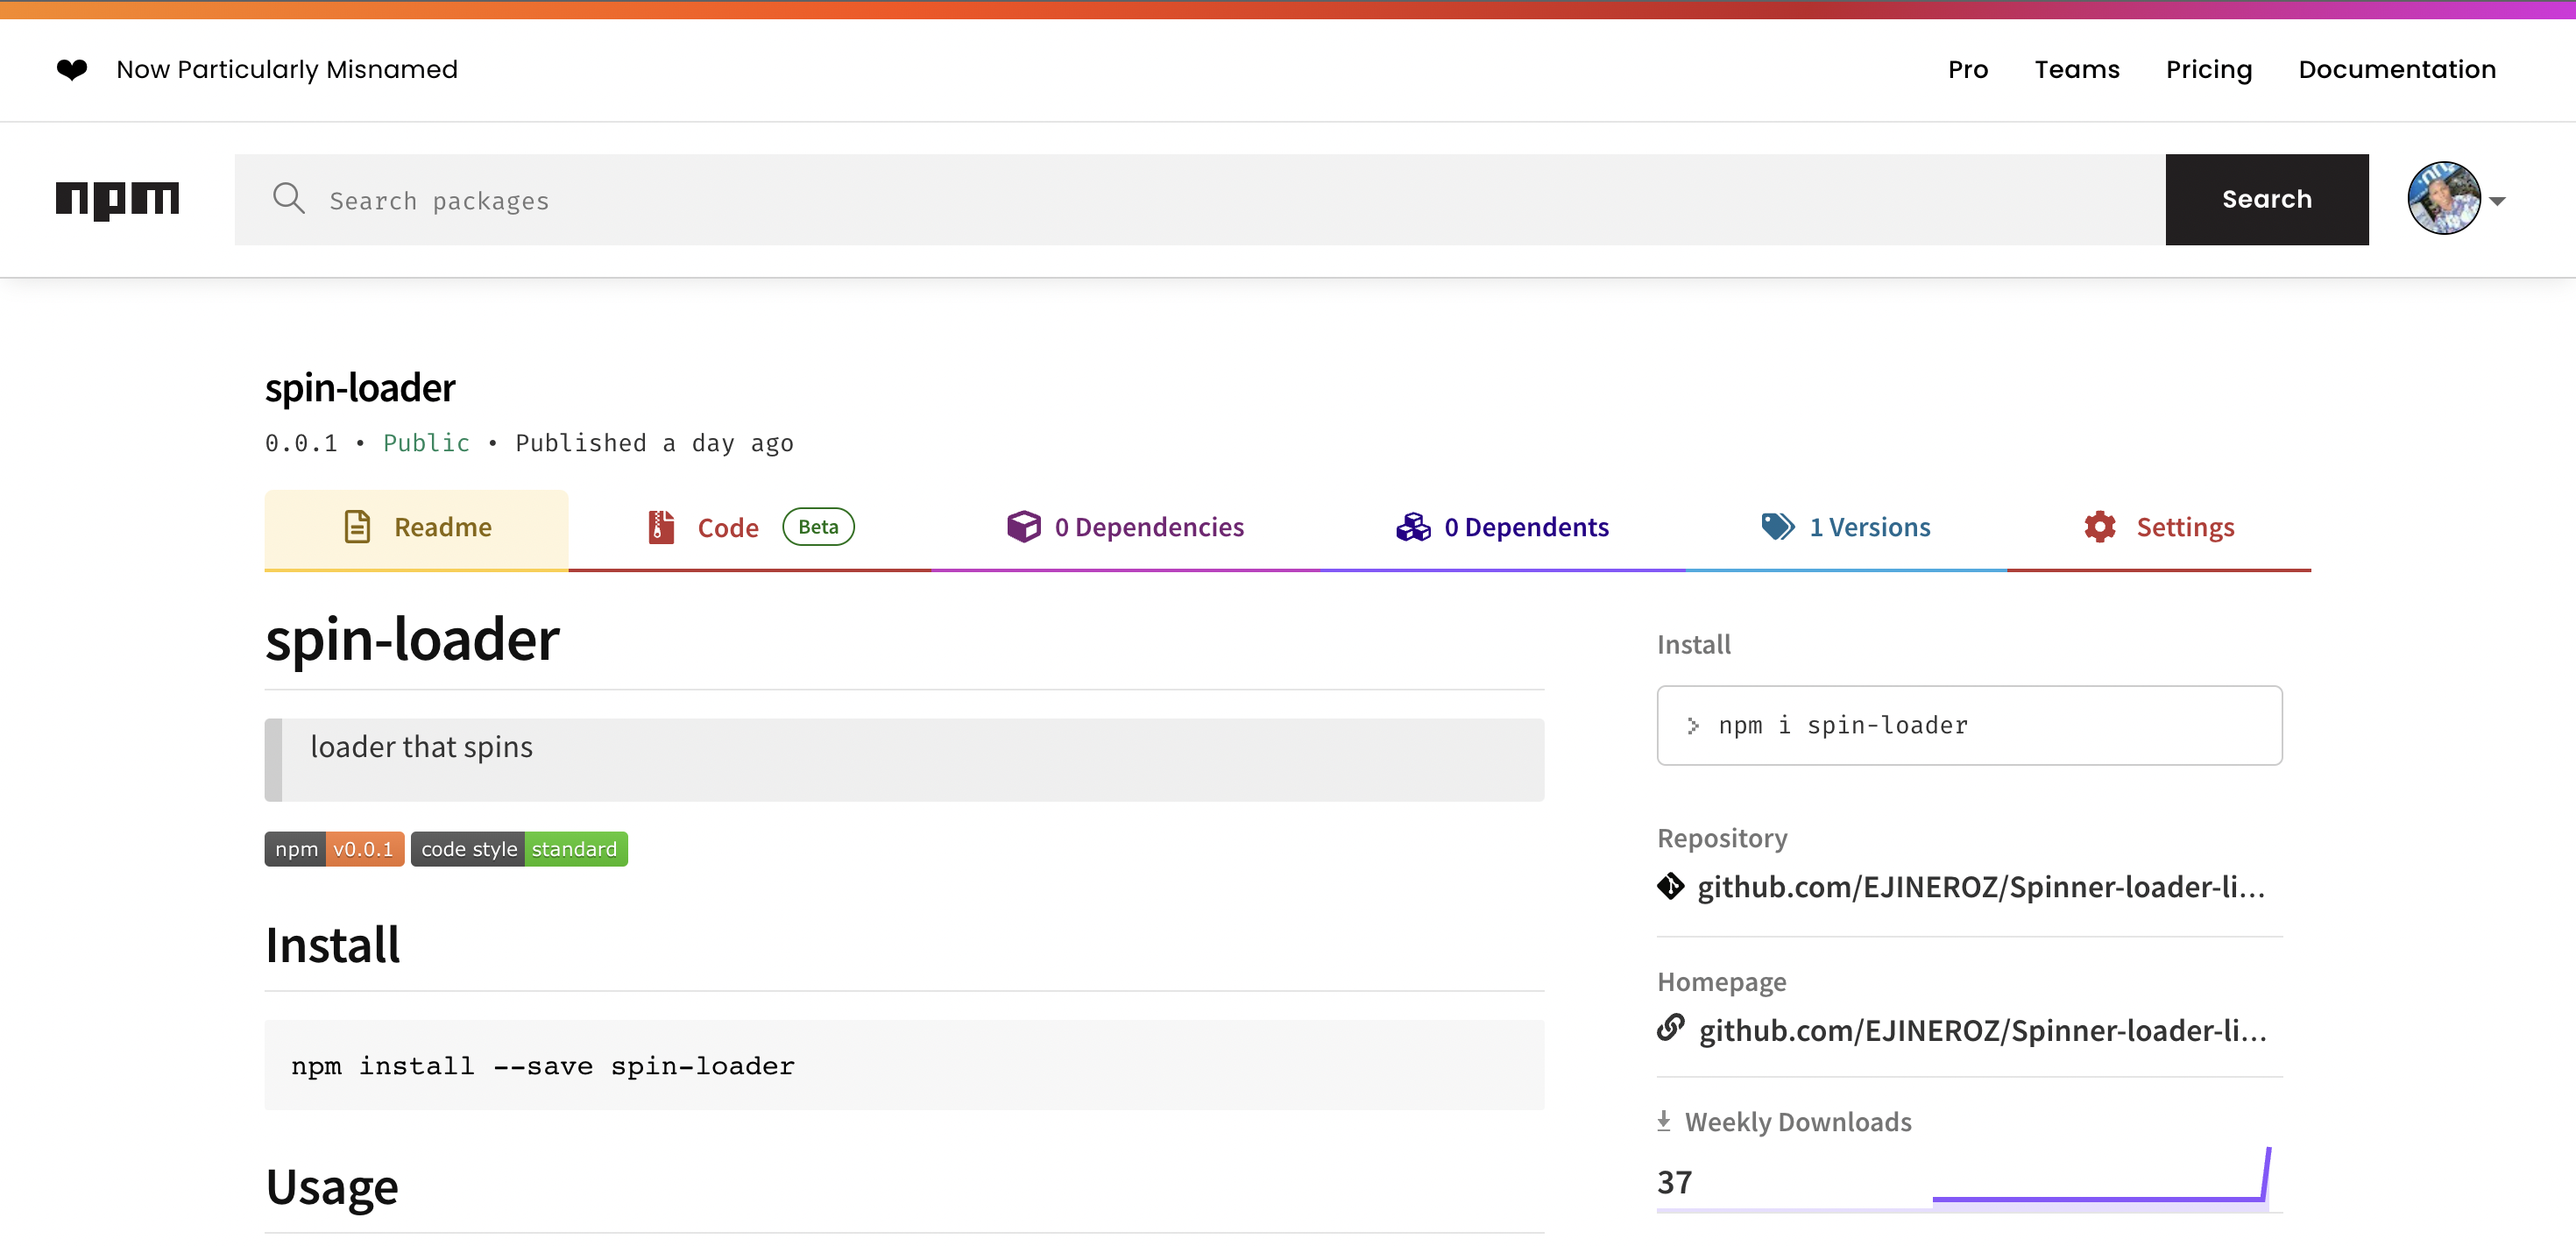 Now Particularly Misnamed
Pro Teams Pricing Documentation
npm
Search packages
Search
spin-loader
0.0.1 • Public • Published a day ago
Readme
Code Beta
0 Dependencies
0 Dependents
1 Versions
Settings
spin-loader
loader that spins
npm v0.0.1 code style standard
Install
npm install --save spin-loader
Usage
Install
> npm i spin-loader
Repository
github.com/EJINEROZ/Spinner-loader-li...
Homepage
github.com/EJINEROZ/Spinner-loader-li...
Weekly Downloads
37